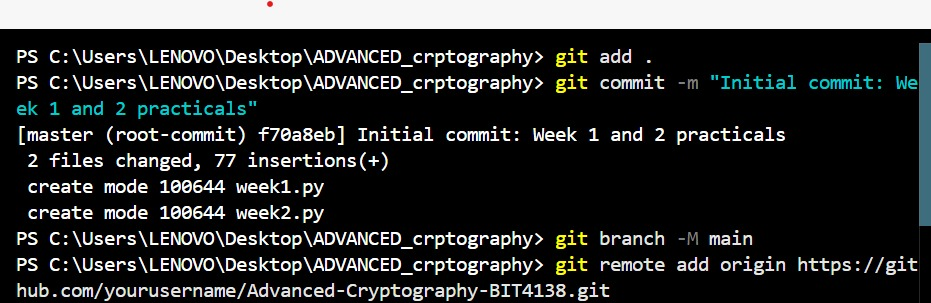 PS C:\Users\LENOVO\Desktop\ADVANCED_crptography> git add .
PS C:\Users\LENOVO\Desktop\ADVANCED_crptography> git commit -m "Initial commit: We
ek 1 and 2 practicals"
[master (root-commit) f70a8eb] Initial commit: Week 1 and 2 practicals
 2 files changed, 77 insertions(+)
 create mode 100644 week1.py
 create mode 100644 week2.py
PS C:\Users\LENOVO\Desktop\ADVANCED_crptography> git branch -M main
PS C:\Users\LENOVO\Desktop\ADVANCED_crptography> git remote add origin https://git
hub.com/yourusername/Advanced-Cryptography-BIT4138.git